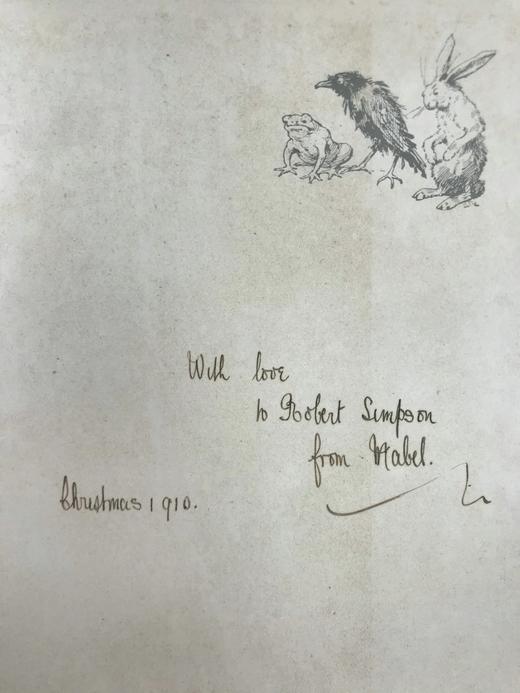 With love
to Robert Simpson
from Mabel.
Christmas 1910.